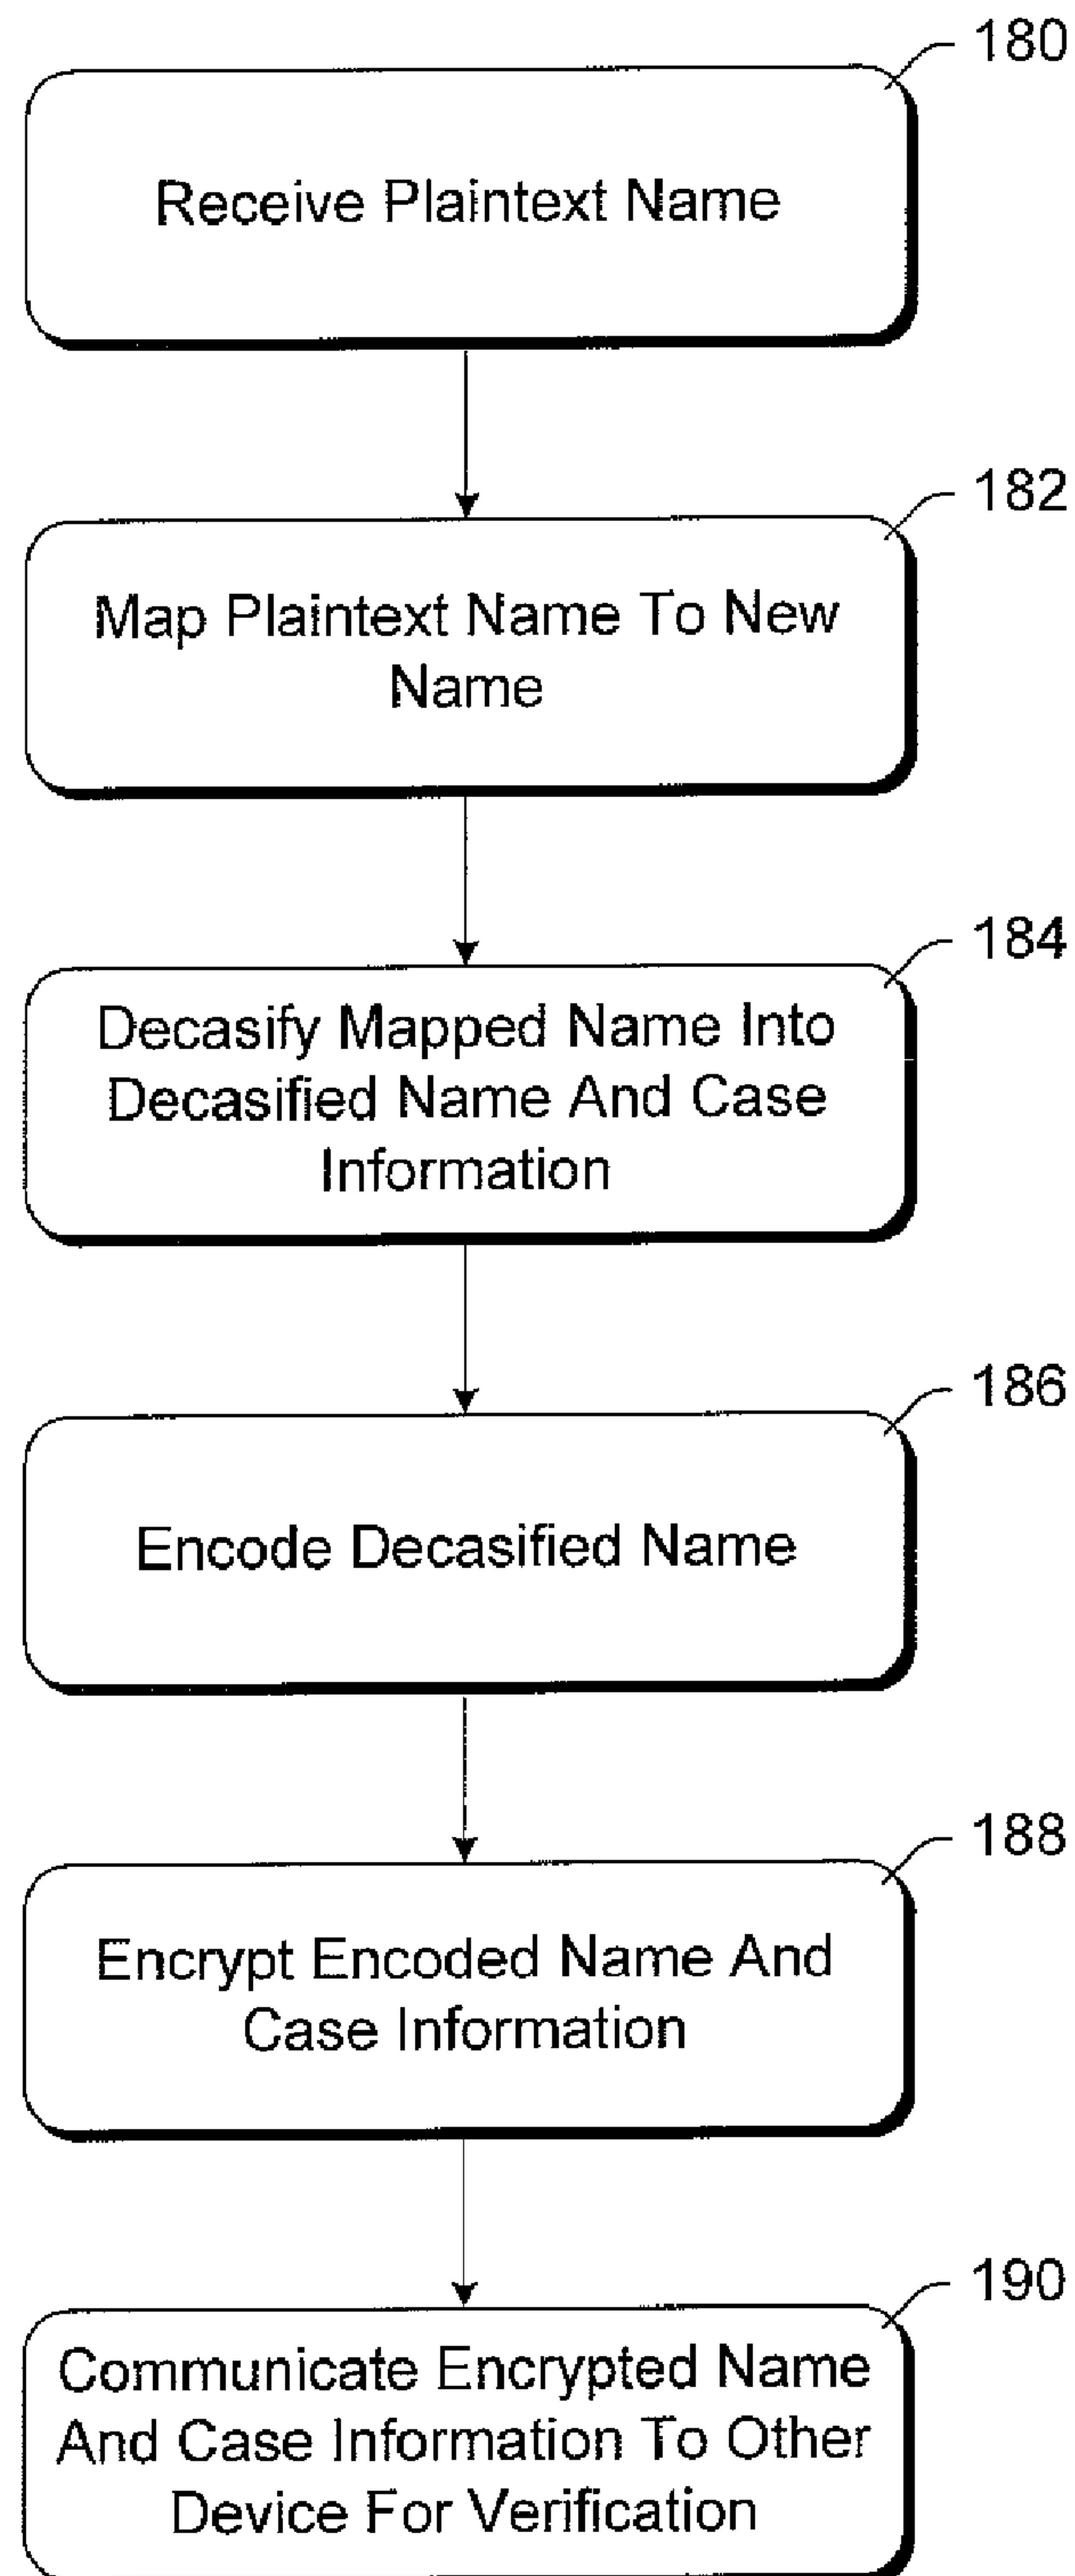 180
Receive Plaintext Name
182
Map Plaintext Name To New
Name
184
Decasify Mapped Name Into
Decasified Name And Case
Information
186
Encode Decasified Name
188
Encrypt Encoded Name And
Case Information
190
Communicate Encrypted Name
And Case Information To Other
Device For Verification